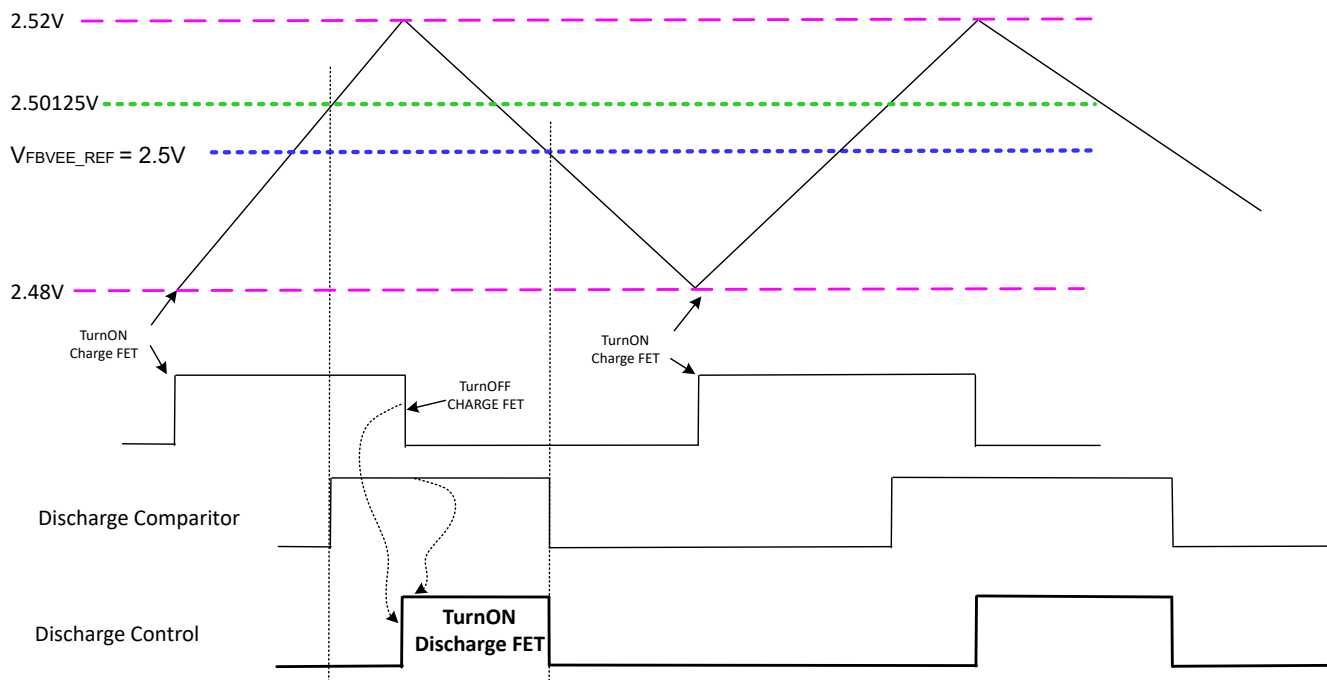 2.52V
2.50125V
VFBVEE_REF = 2.5V
2.48V
TurnON
Charge FET
TurnON
Charge FET
TurnOFF
CHARGE FET
Discharge Comparitor
Discharge Control
TurnON
Discharge FET